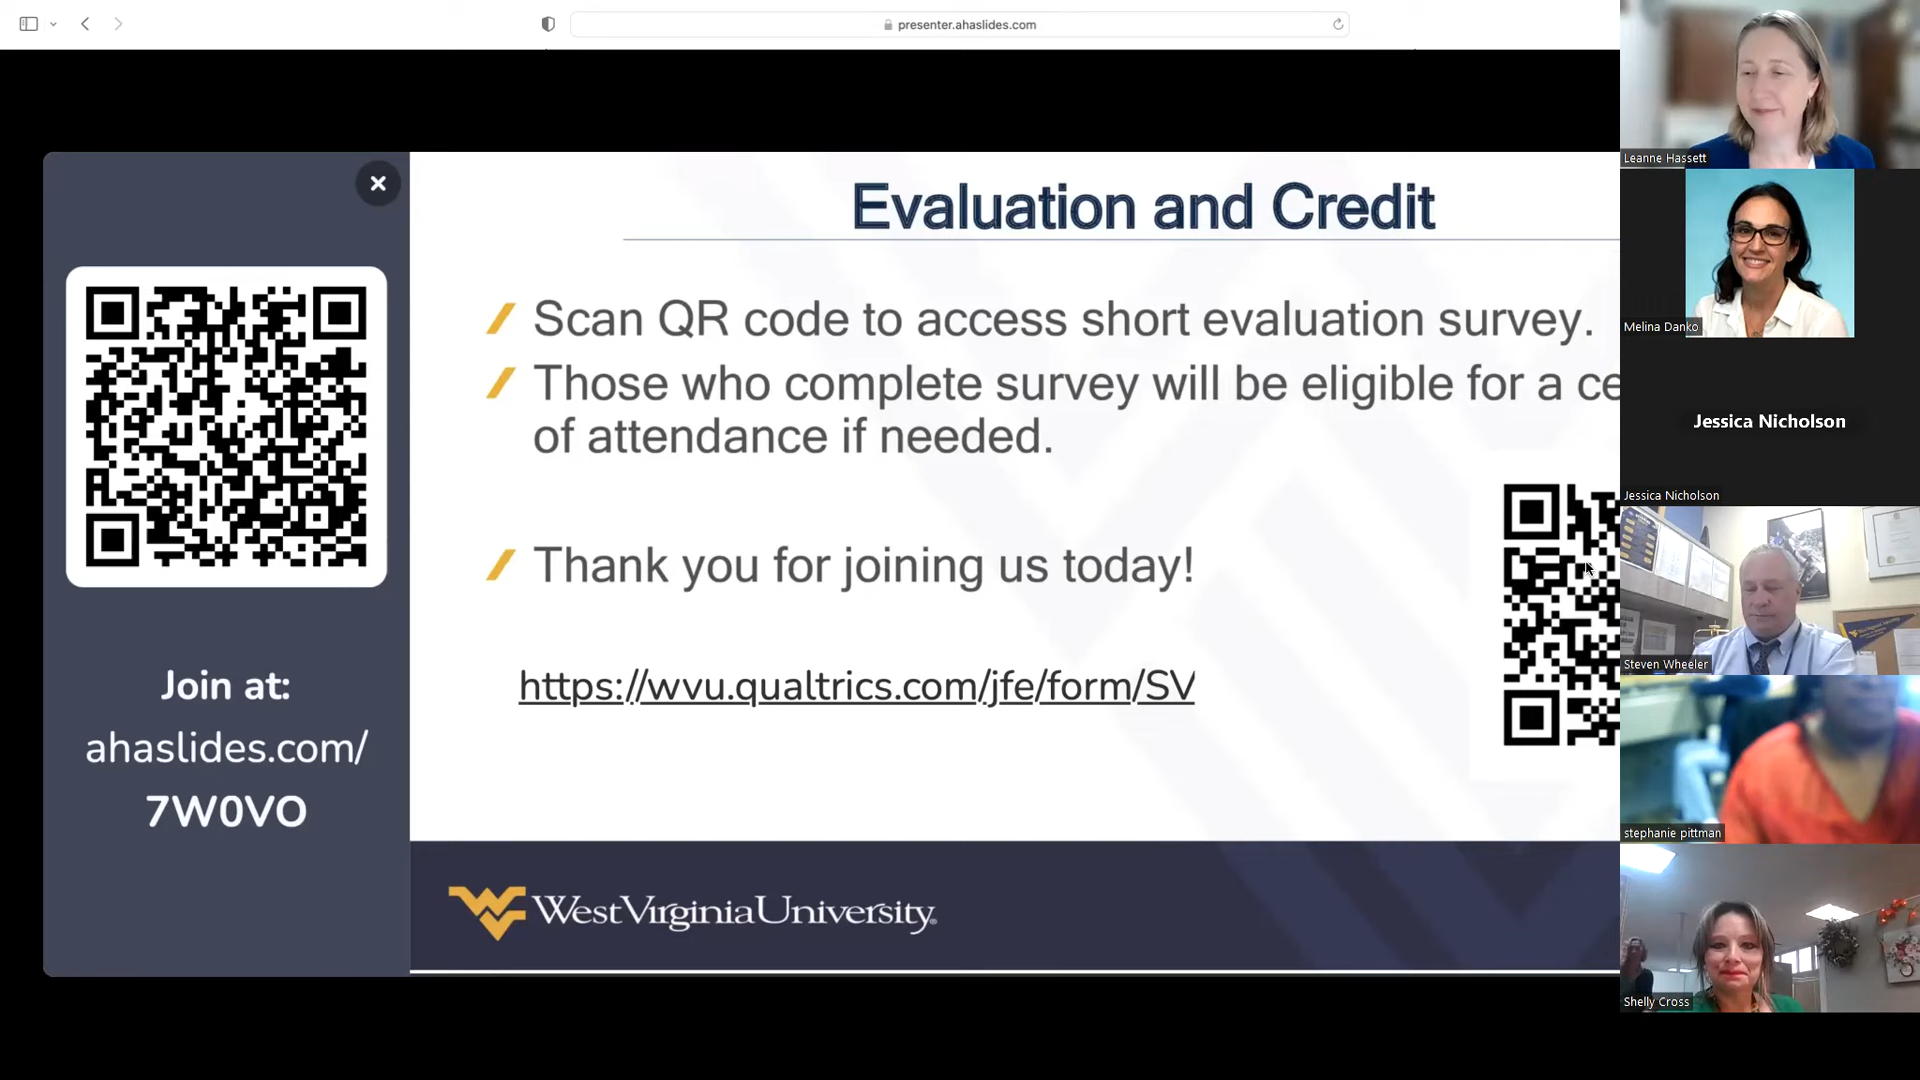 presenter.ahaslides.com
Evaluation and Credit
Scan QR code to access short evaluation survey.
Those who complete survey will be eligible for a ce
of attendance if needed.
Thank you for joining us today!
https://wvu.qualtrics.com/jfe/form/SV
Join at:
ahaslides.com/
7W0VO
West Virginia University
Leanne Hassett
Melina Danko
Jessica Nicholson
Jessica Nicholson
Steven Wheeler
stephanie pittman
Shelly Cross